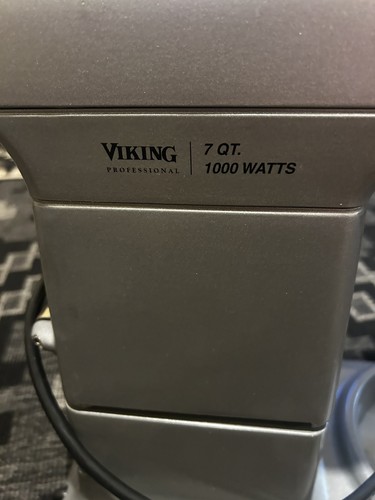 VIKING
PROFESSIONAL
7 QT.
1000 WATTS